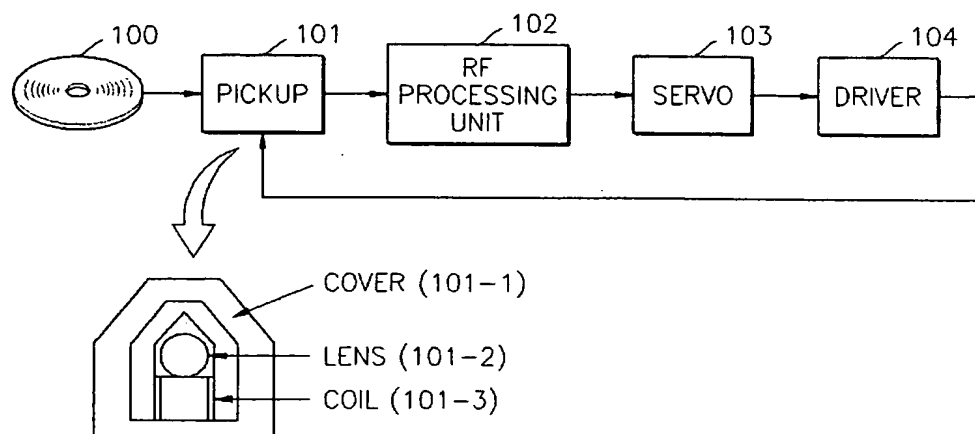 100
101
102
103
104
PICKUP
RF
PROCESSING
UNIT
SERVO
DRIVER
COVER (101-1)
LENS (101-2)
COIL (101-3)